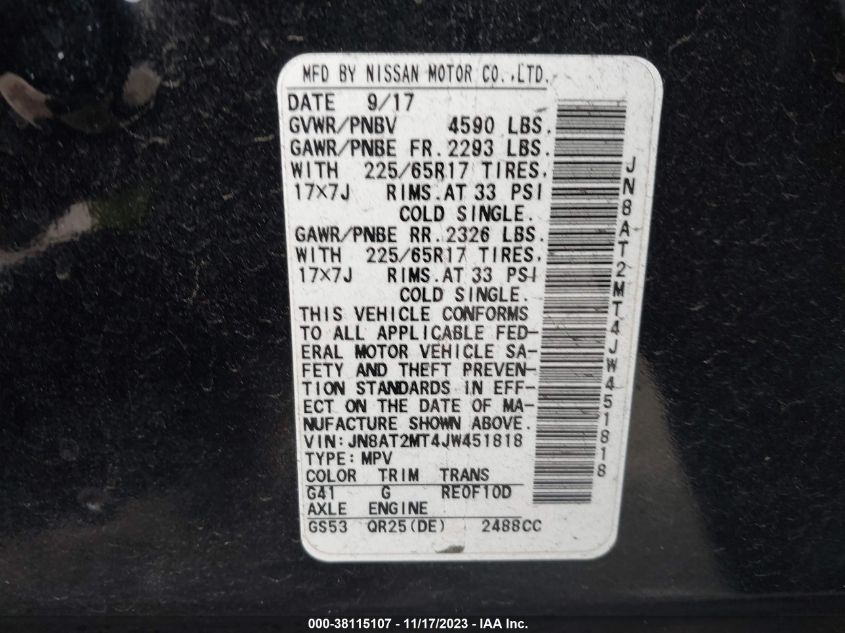 MFD BY NISSAN MOTOR CO.,LTD.
DATE 9/17
GVWR/PNBV 4590 LBS.
GAWR/PNBE FR. 2293 LBS.
WITH 225/65R17 TIRES.
17×7J RIMS. AT 33 PSI
COLD SINGLE.
GAWR/PNBE RR. 2326 LBS.
WITH 225/65R17 TIRES.
17×7J RIMS. AT 33 PSI
COLD SINGLE.
THIS VEHICLE CONFORMS
TO ALL APPLICABLE FED-
ERAL MOTOR VEHICLE SA-
FETY AND THEFT PREVEN-
TION STANDARDS IN EFF-
ECT ON THE DATE OF MA-
NUFACTURE SHOWN ABOVE.
VIN: JN8AT2MT4JW451818
TYPE: MPV
COLOR TRIM TRANS
G41 G RE0F10D
AXLE ENGINE
GS53 QR25(DE) 2488CC
JN8AT2MT4JW451818
000-38115107 - 11/17/2023 - IAA Inc.